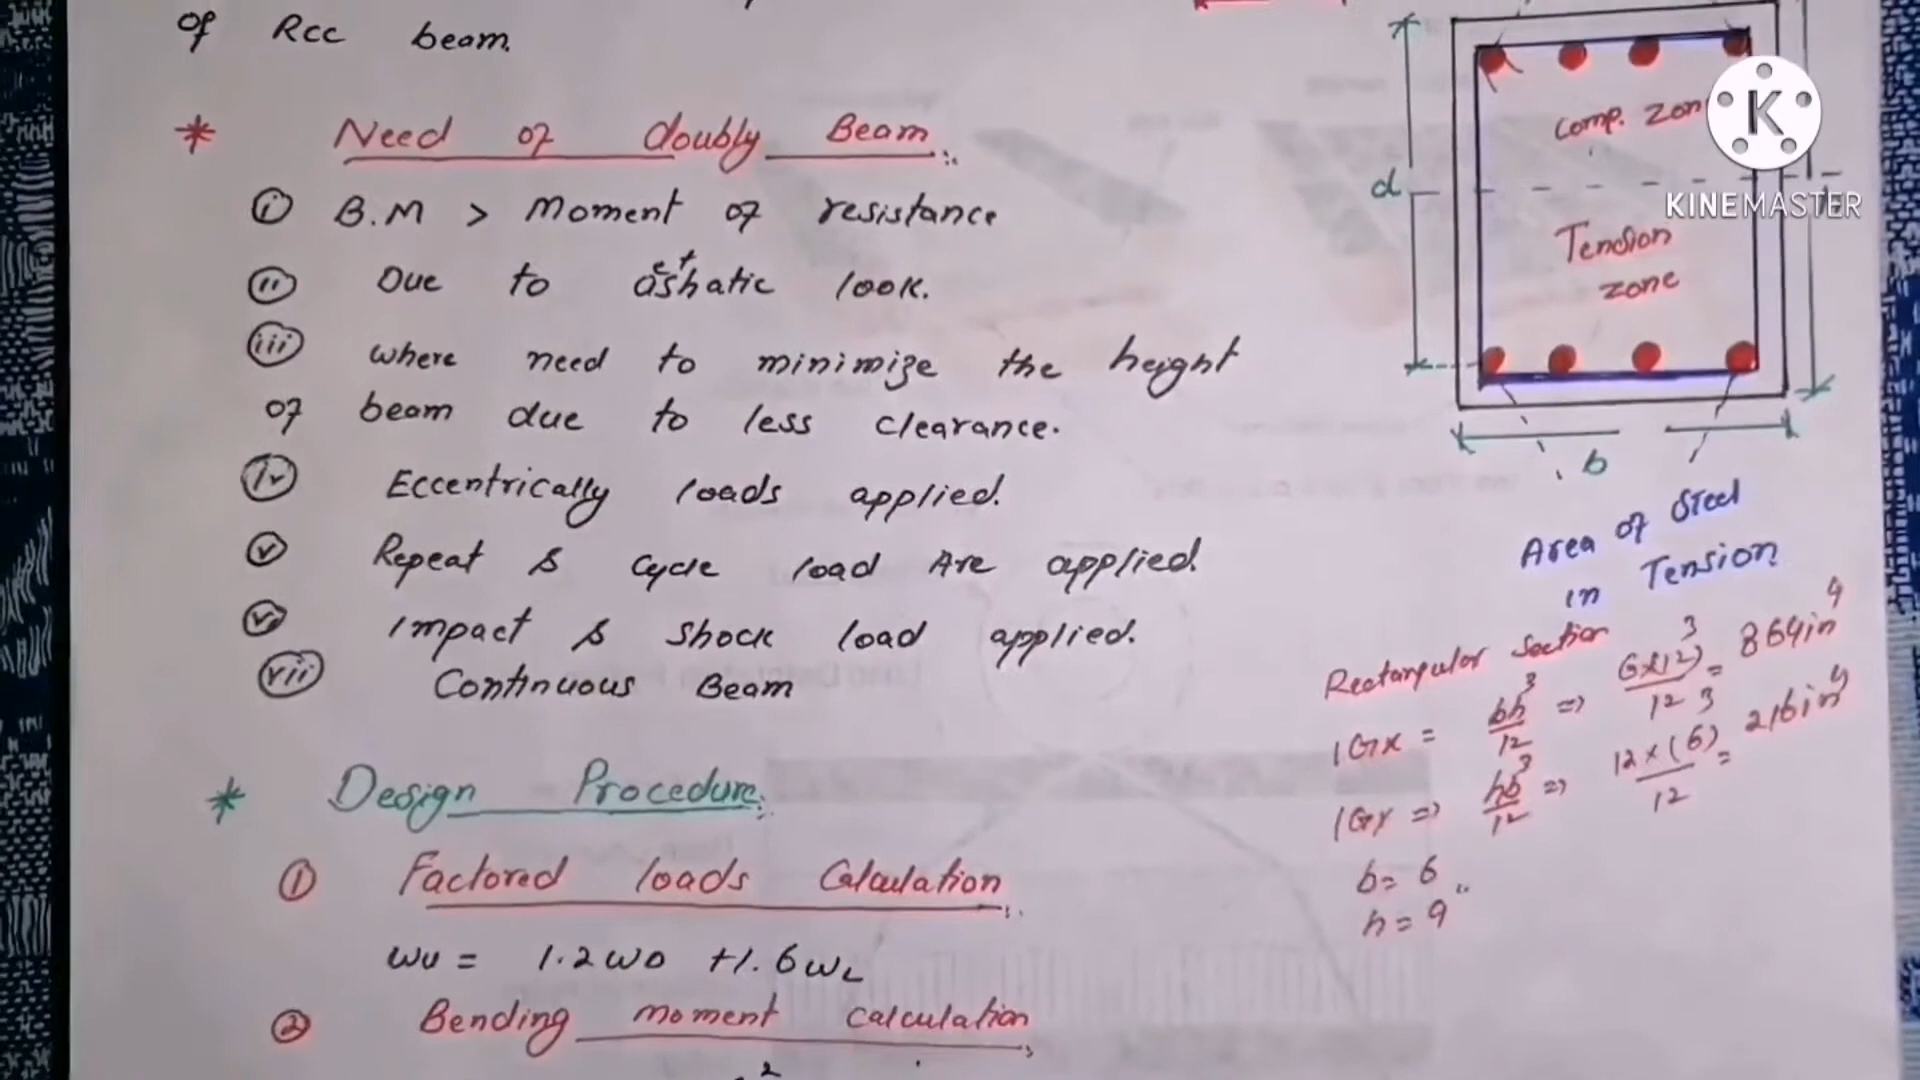 of Rcc beam.
* Need of doubly Beam
(i) B.M > Moment of resistance
(ii) Due to ashatic look.
et
(iii) where need to minimize the height
of beam due to less clearance.
(iv) Eccentrically loads applied.
(v) Repeat & Cycle load Are applied.
(vi) Impact & shock load applied.
(vii) Continuous Beam
* Design Procedure
① Factored loads Calculation
wu = 1.2wD + 1.6wL
② Bending moment calculation
2
Comp. zon
d
Tension
zone
b
K
KINEMASTER
Area of Steel
in Tension
Rectangular Section
IGx = bh³/12 => 6x(12)³/12 = 864in⁴
IGY => hb³/12 => 12x(6)³/12 = 216in⁴
b= 6"
h= 9